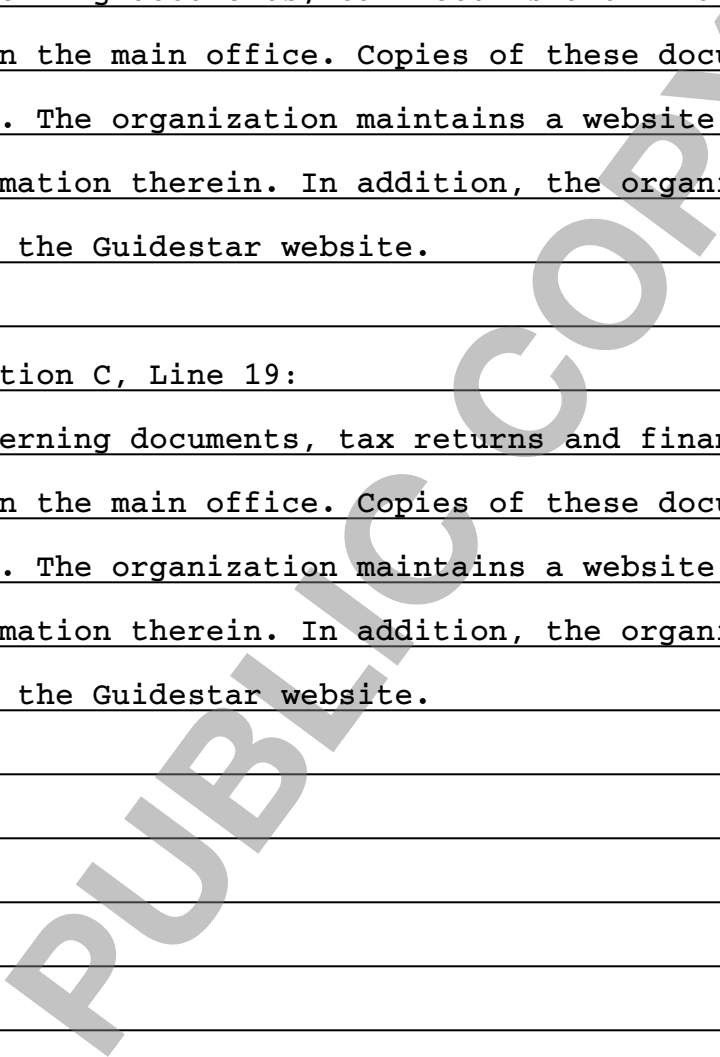 n the main office. Copies of these docu
. The organization maintains a website
mation therein. In addition, the organi
the Guidestar website.
tion C, Line 19:
erning documents, tax returns and finan
n the main office. Copies of these docu
. The organization maintains a website
mation therein. In addition, the organi
the Guidestar website.
PUBLIC COPY